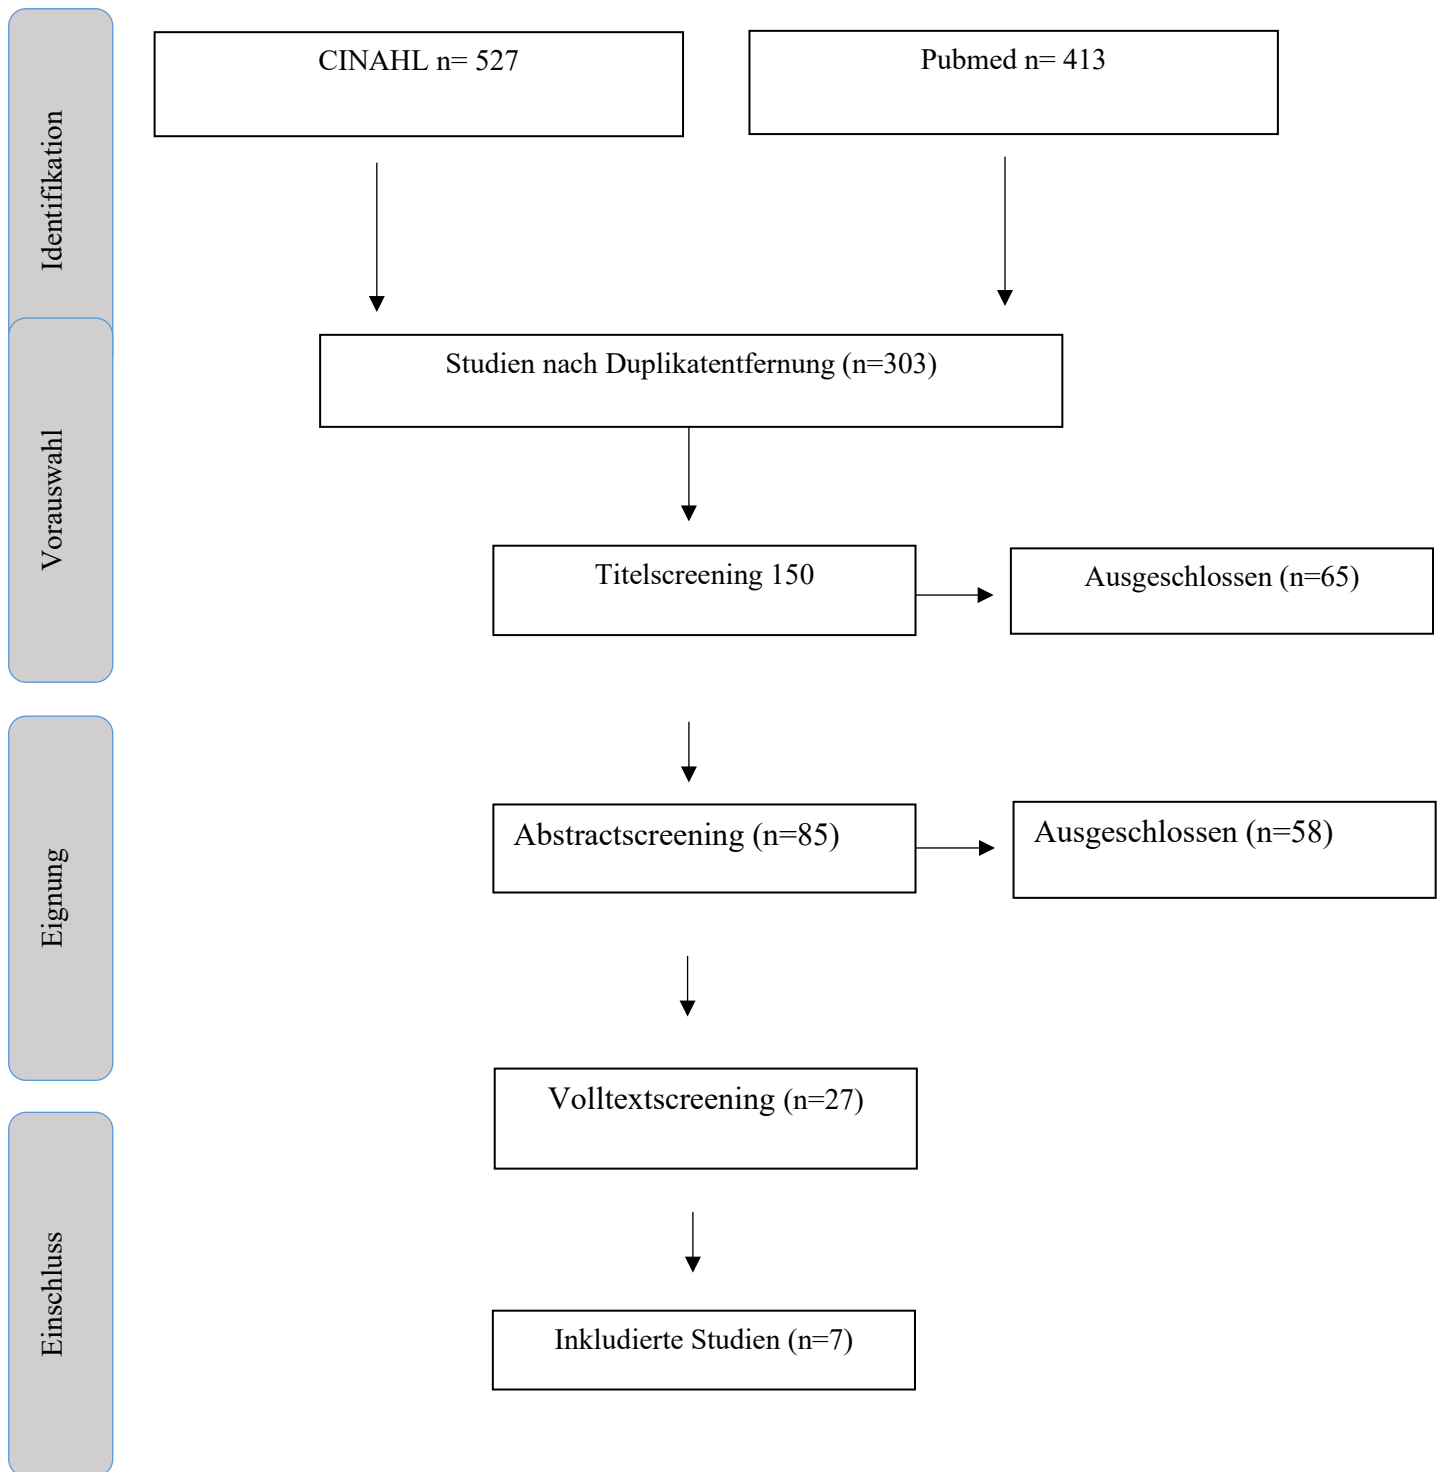 Identifikation
CINAHL n= 527
Pubmed n= 413
Vorauswahl
Studien nach Duplikatentfernung (n=303)
Titelscreening 150
Ausgeschlossen (n=65)
Eignung
Abstractscreening (n=85)
Ausgeschlossen (n=58)
Volltextscreening (n=27)
Einschluss
Inkludierte Studien (n=7)